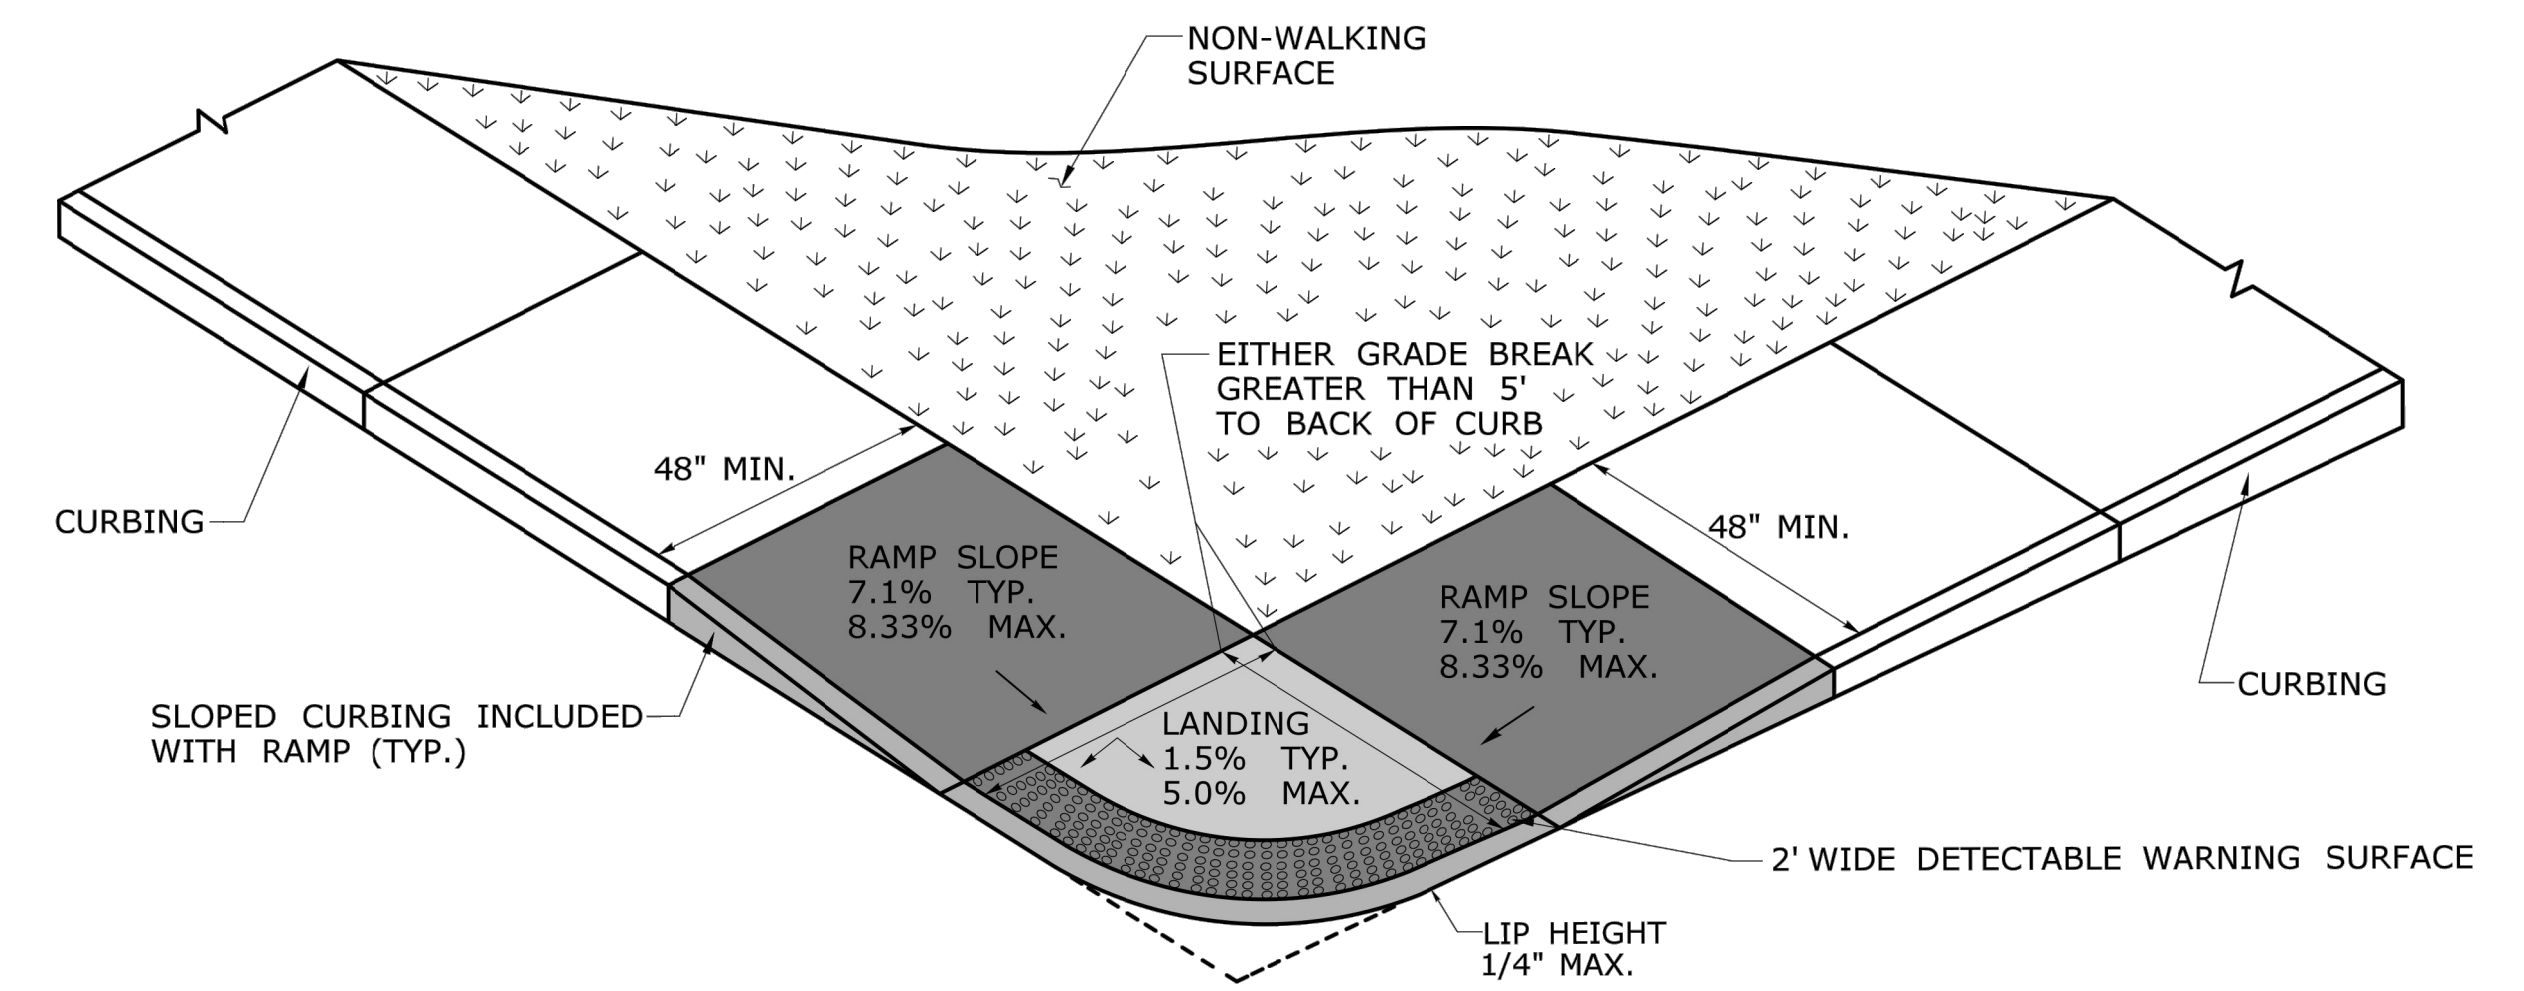 NON-WALKING
SURFACE
EITHER GRADE BREAK
GREATER THAN 5'
TO BACK OF CURB
48" MIN.
CURBING
48" MIN.
RAMP SLOPE
7.1% TYP.
8.33% MAX.
RAMP SLOPE
7.1% TYP.
8.33% MAX.
CURBING
SLOPED CURBING INCLUDED
WITH RAMP (TYP.)
LANDING
1.5% TYP.
5.0% MAX.
2' WIDE DETECTABLE WARNING SURFACE
LIP HEIGHT
1/4" MAX.